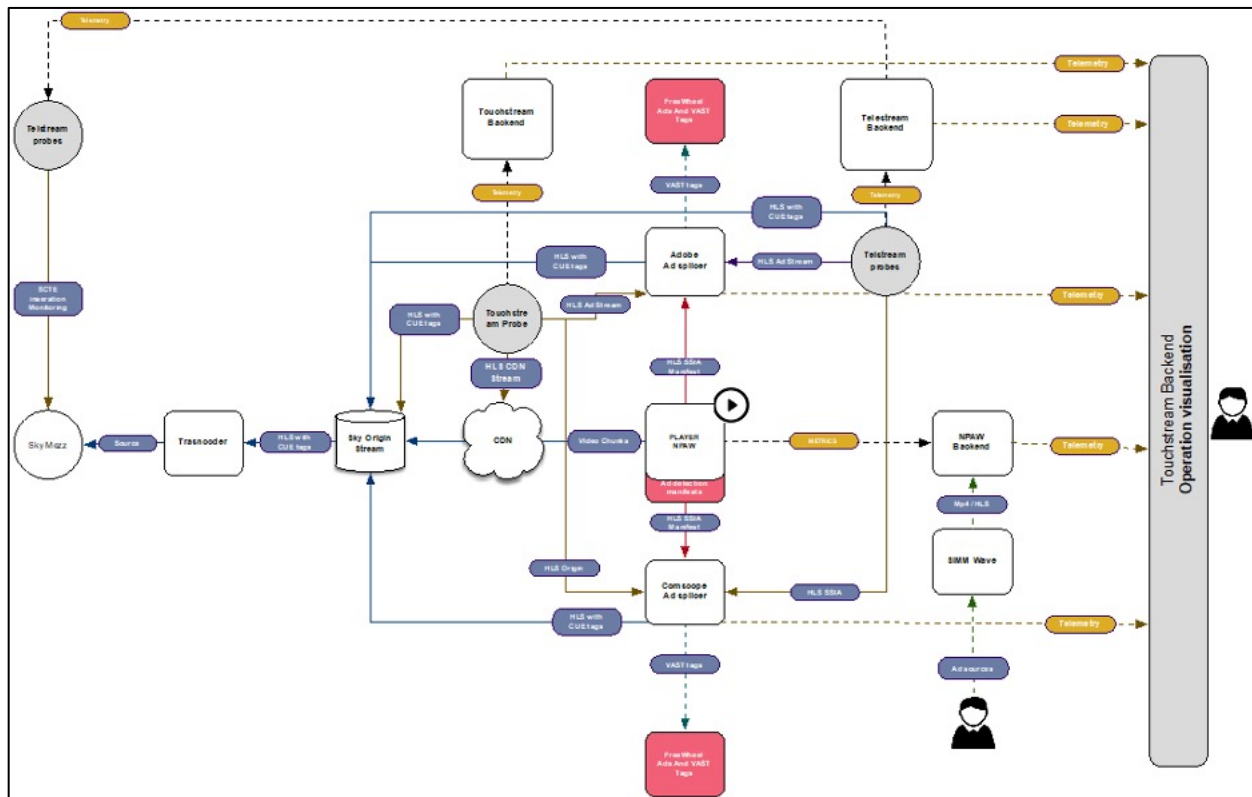 Telemetry
Telstream
probes
Touchstream
Backend
Telemetry
FreeWheel
Ads And VAST
Tags
Telestream
Backend
Telemetry
Telemetry
VAST tags
Telemetry
Telemetry
HLS with
CUE tags
Adobe
Ad splicer
HLS with
CUE tags
HLS Ad Stream
Telstream
probes
SCTE
Monitoring
Touchstre
am Probe
HLS Ad Stream
Telemetry
HLS with
CUE tags
HLS CDN
Stream
HLS SSIA
Manifest
Sky Mezz
Source
Trasnooder
HLS with
CUE tags
Sky Origin
Stream
CDN
Video Chunks
PLAYER
NPAW
METRICS
NPAW
Backend
Telemetry
Ad detection
manifests
HLS SSIA
Manifest
Mp4 / HLS
SIMM Wave
HLS Origin
Comscope
Ad splicer
HLS SSIA
HLS with
CUE tags
Telemetry
VAST tags
Ad sources
FreeWheel
Ads And VAST
Tags
Touchstream Backend
Operation visualisation